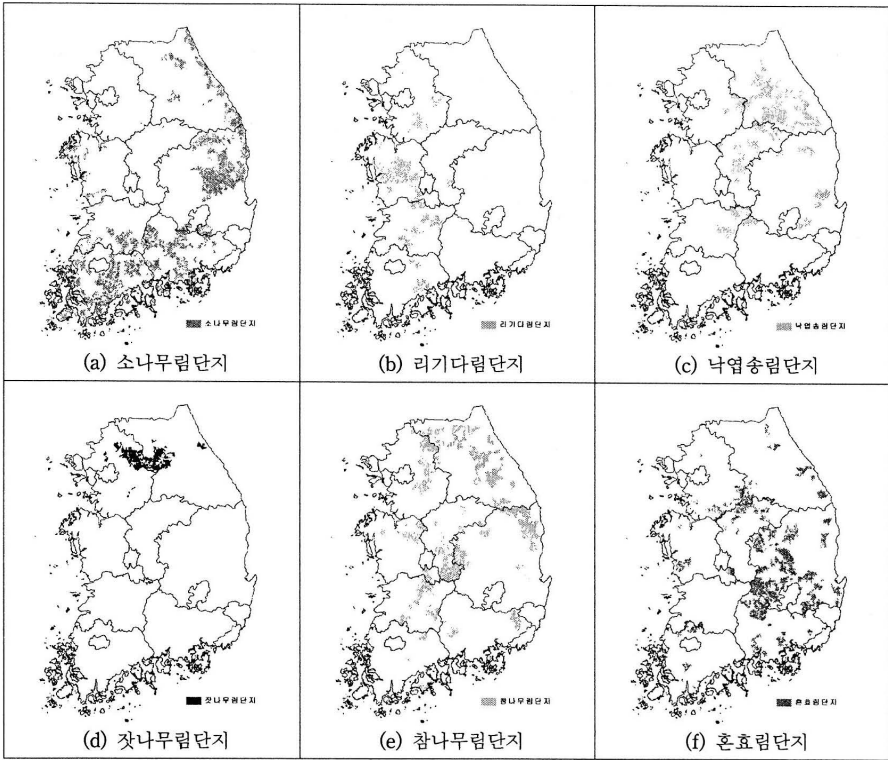 소나무림단지
리기다림단지
낙엽송림단지
(a) 소나무림단지
(b) 리기다림단지
(c) 낙엽송림단지
잣나무림단지
참나무림단지
혼효림단지
(d) 잣나무림단지
(e) 참나무림단지
(f) 혼효림단지